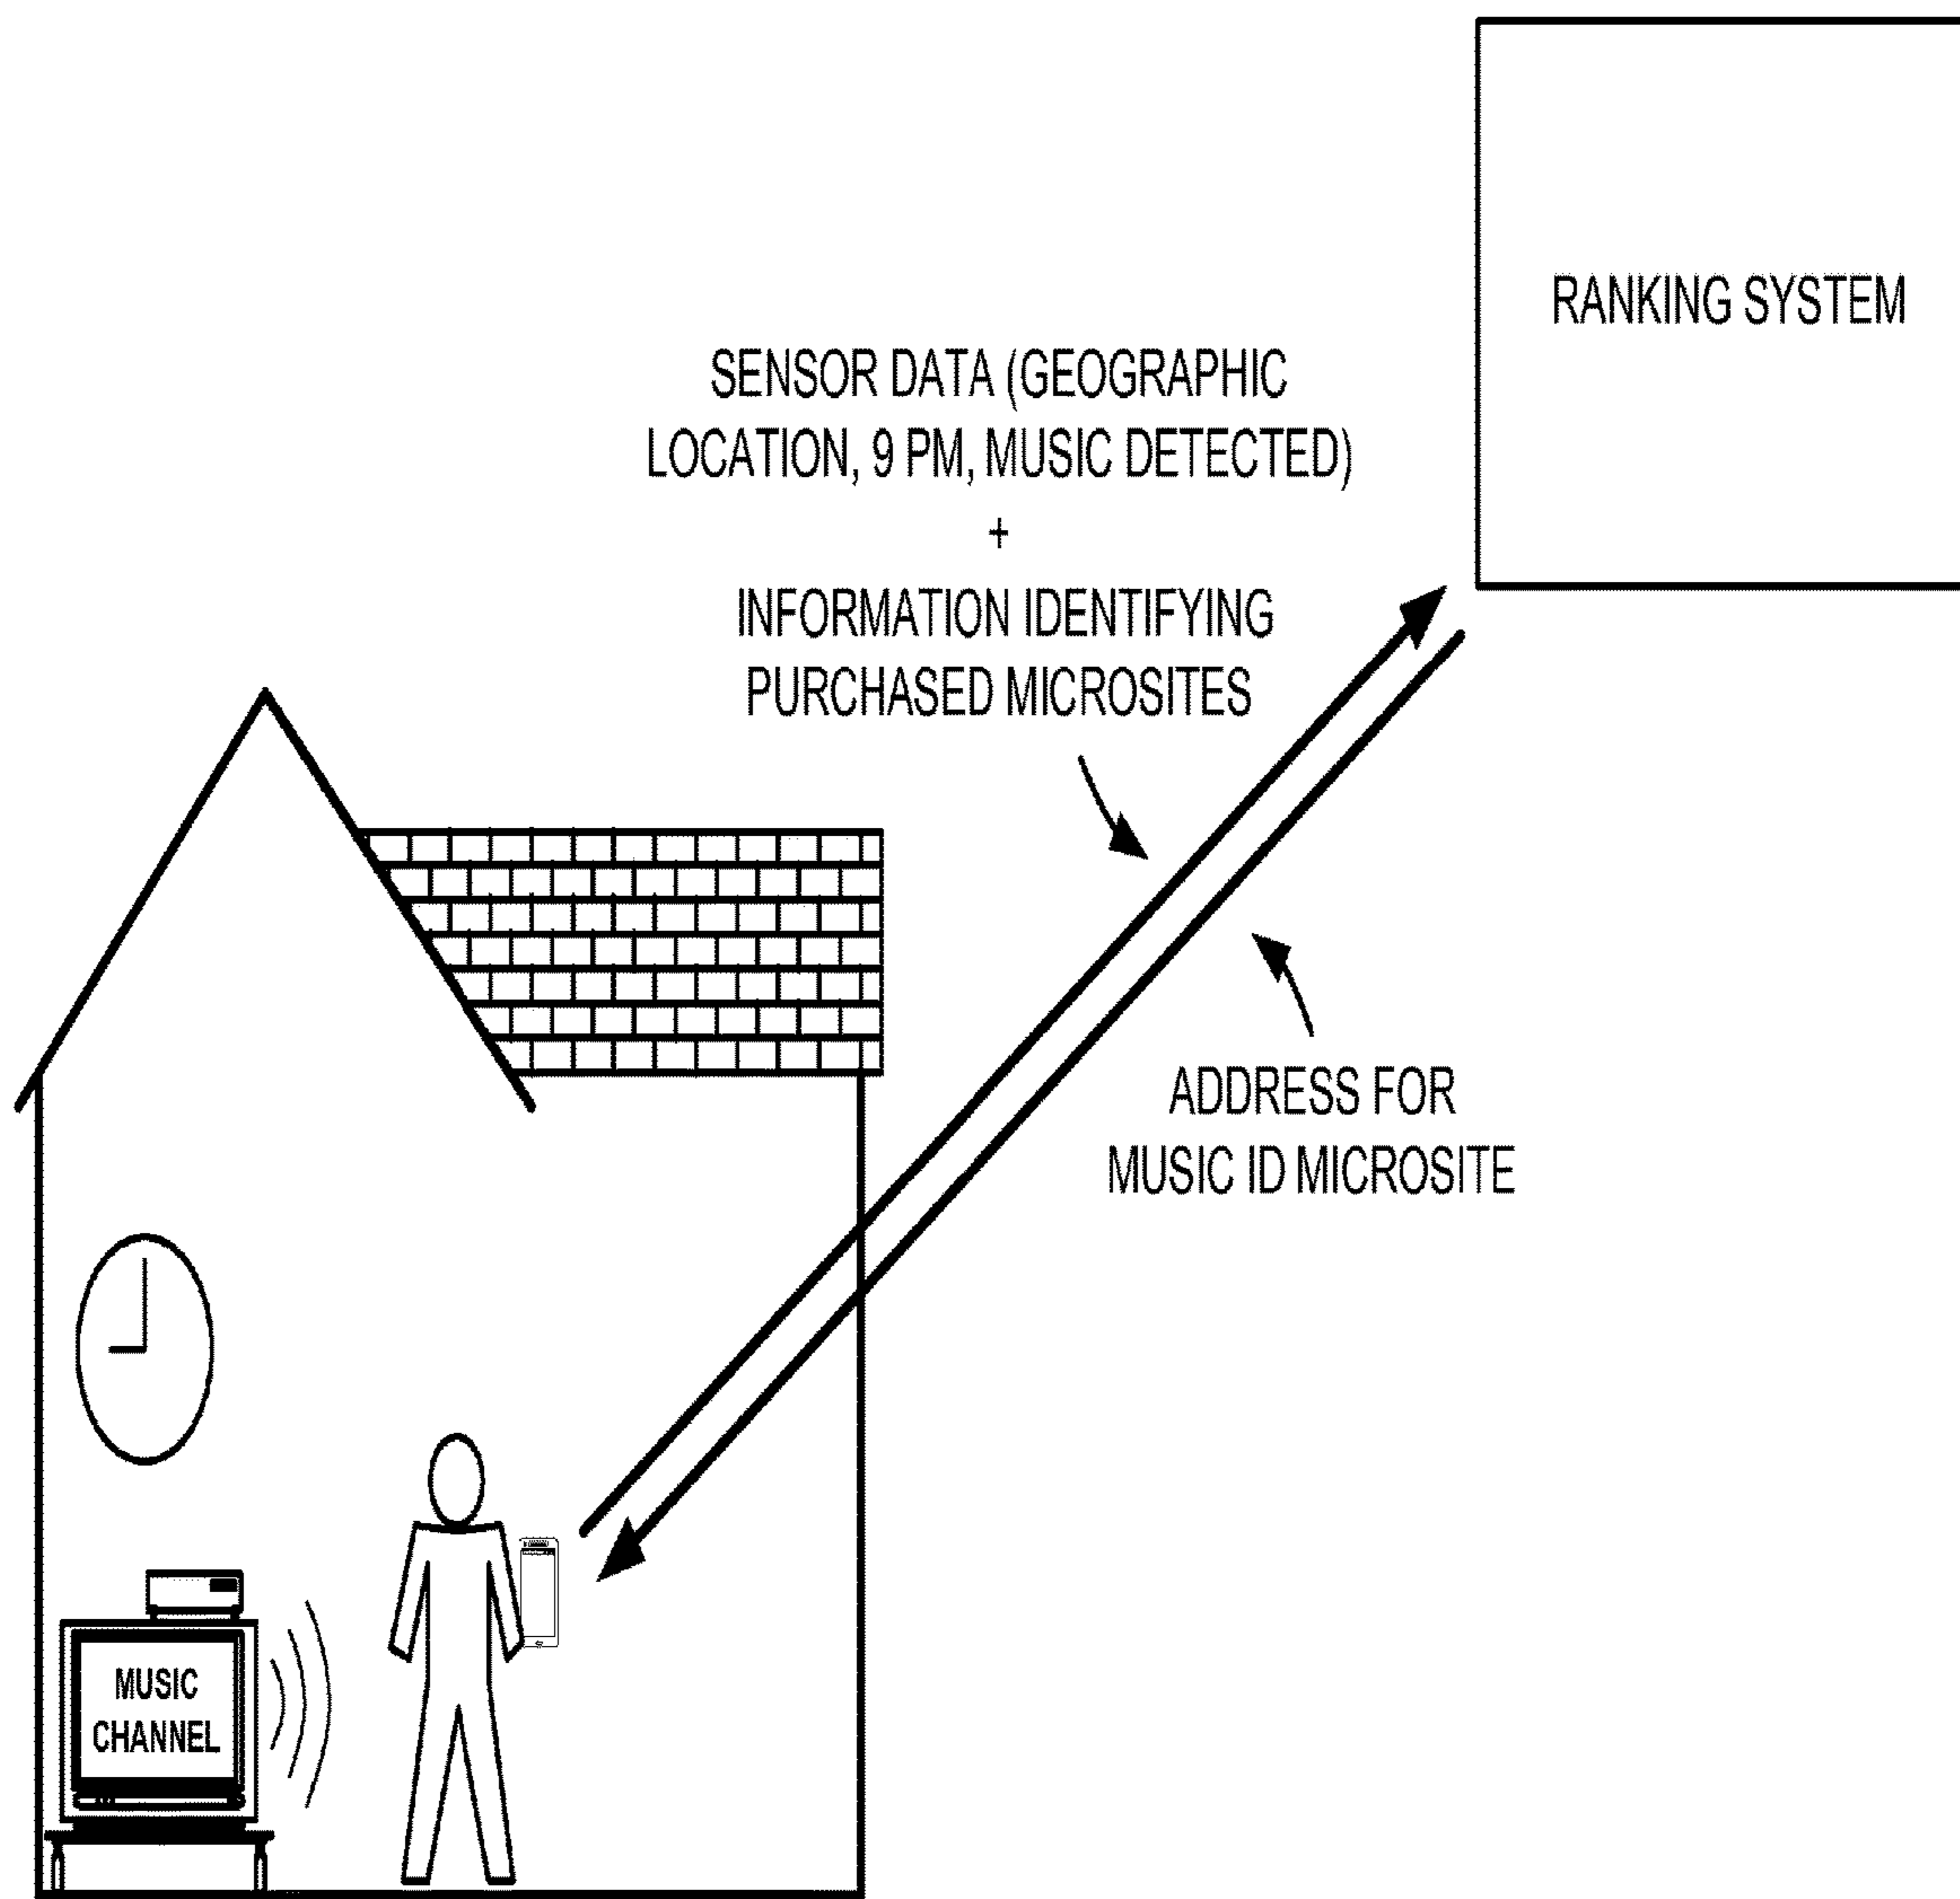 RANKING SYSTEM
SENSOR DATA (GEOGRAPHIC
LOCATION, 9 PM, MUSIC DETECTED)
+
INFORMATION IDENTIFYING
PURCHASED MICROSITES
ADDRESS FOR
MUSIC ID MICROSITE
MUSIC
CHANNEL